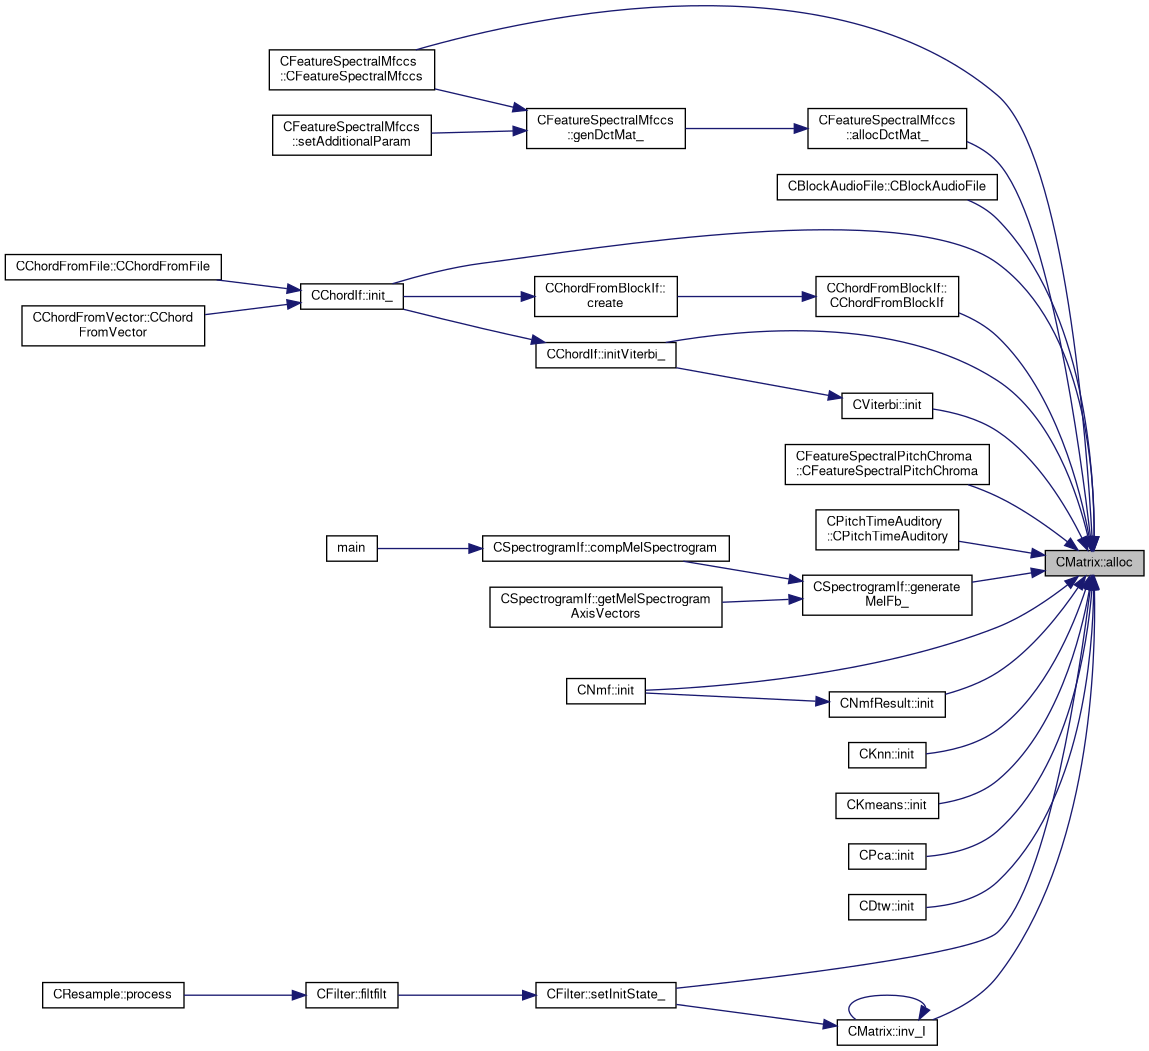 CFeatureSpectralMfccs
::CFeatureSpectralMfccs
CFeatureSpectralMfccs
::setAdditionalParam
CFeatureSpectralMfccs
::genDctMat_
CFeatureSpectralMfccs
::allocDctMat_
CBlockAudioFile::CBlockAudioFile
CChordFromFile::CChordFromFile
CChordFromVector::CChord
FromVector
CChordIf::init_
CChordFromBlockIf::
create
CChordFromBlockIf::
CChordFromBlockIf
CChordIf::initViterbi_
CViterbi::init
CFeatureSpectralPitchChroma
::CFeatureSpectralPitchChroma
CPitchTimeAuditory
::CPitchTimeAuditory
main
CSpectrogramIf::compMelSpectrogram
CMatrix::alloc
CSpectrogramIf::getMelSpectrogram
AxisVectors
CSpectrogramIf::generate
MelFb_
CNmf::init
CNmfResult::init
CKnn::init
CKmeans::init
CPca::init
CDtw::init
CResample::process
CFilter::filtfilt
CFilter::setInitState_
CMatrix::inv_I